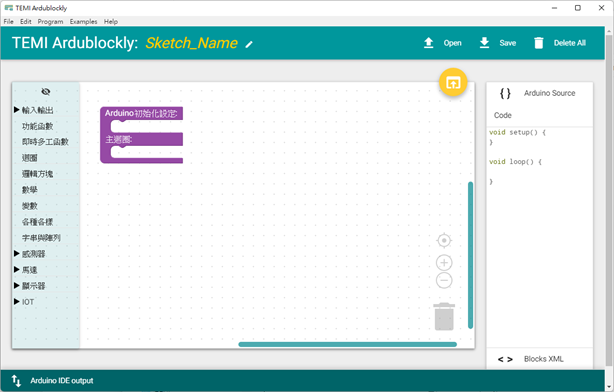 TEMI Ardublockly
File Edit Program Examples Help
TEMI Ardublockly: Sketch_Name
Open
Save
Delete All
輸入輸出
功能函數
即時多工函數
迴圈
邏輯方塊
數學
變數
各種各樣
字串與陣列
感測器
馬達
顯示器
IOT
Arduino初始化設定:
主迴圈:
{ } Arduino Source
Code
void setup() {
}
void loop() {
}
< > Blocks XML
Arduino IDE output